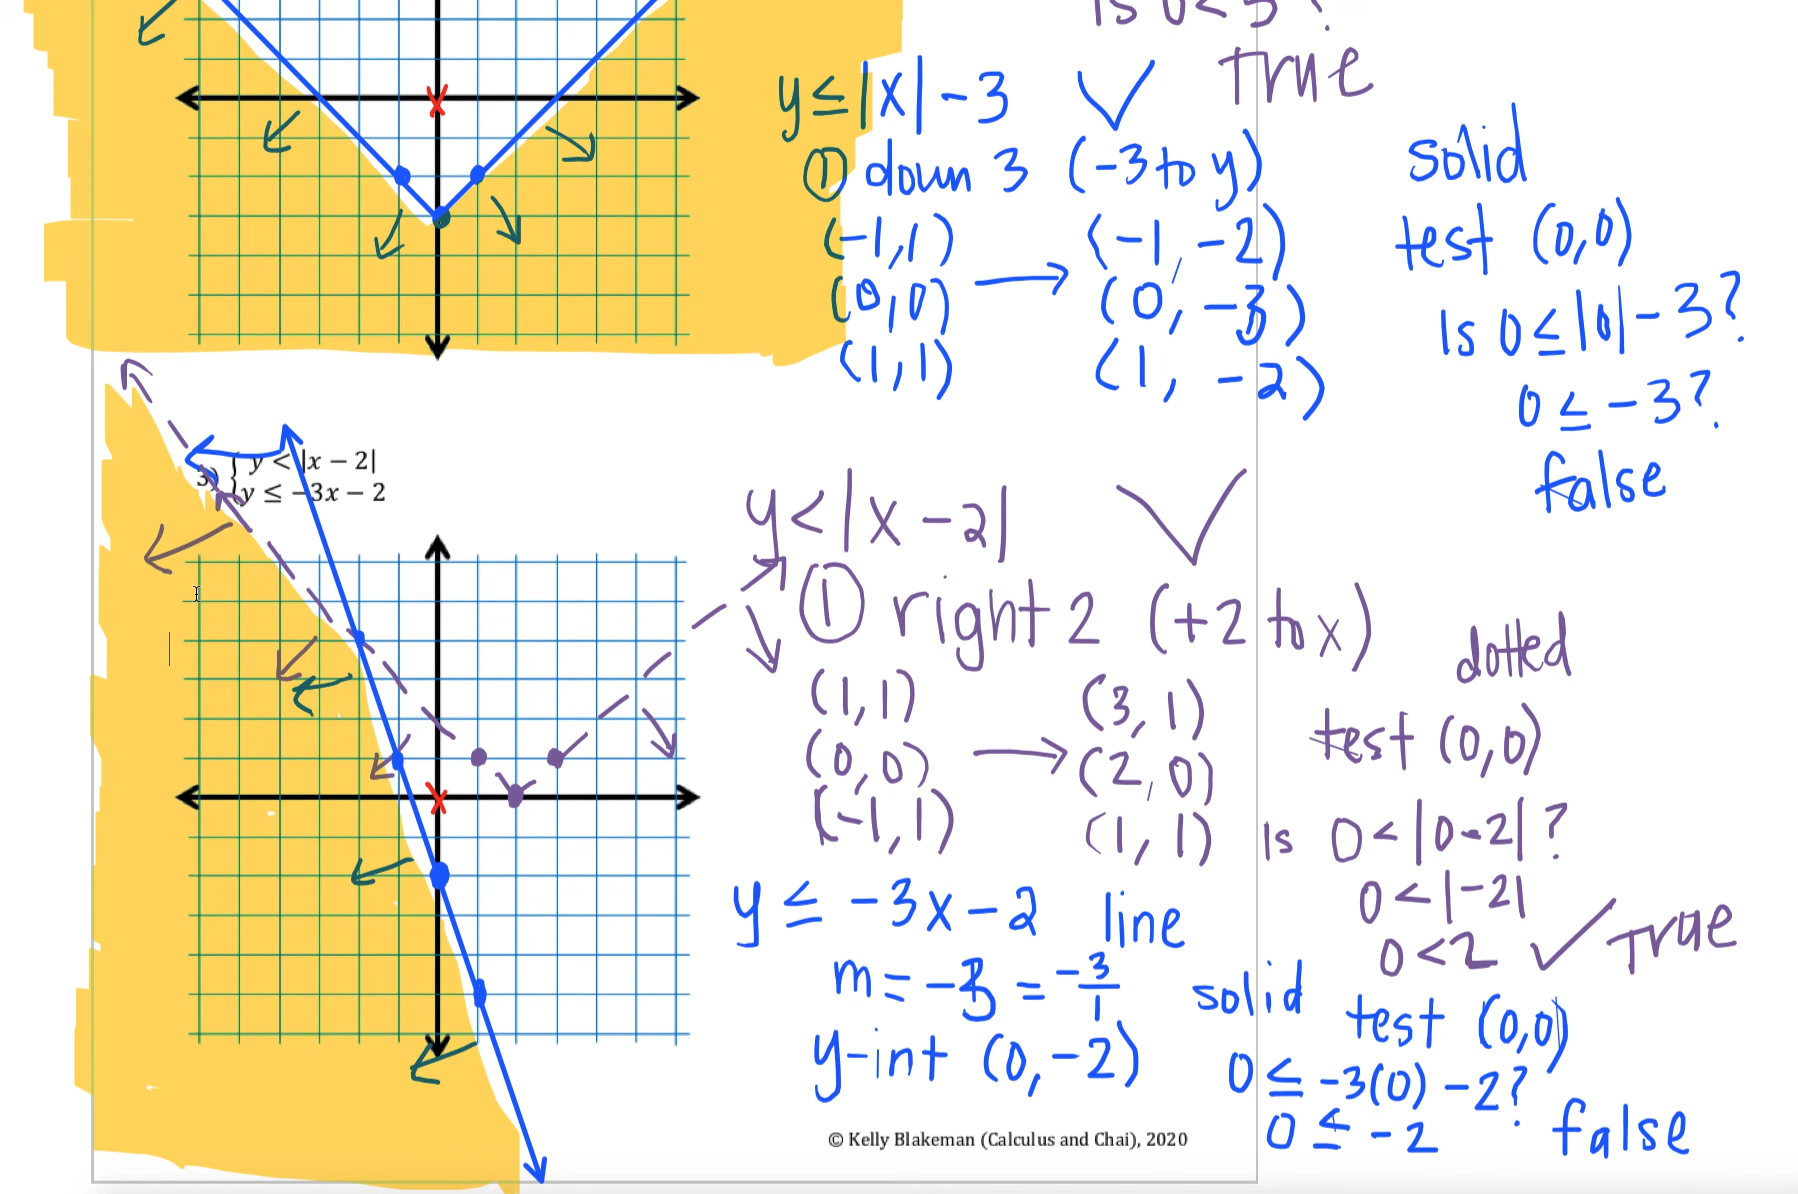 Is 0 < 3 ?
True
y ≤ |x| - 3 ✓
① down 3 (-3 to y)
(-1,1) (-1, -2)
(0,0) → (0, -3)
(1,1) (1, -2)
solid
test (0,0)
Is 0 ≤ |0| - 3?
0 ≤ -3?
false
3) { y < |x − 2|
y ≤ −3x − 2
y < |x - 2| ✓
① right 2 (+2 to x)
(1,1) (3,1)
(0,0) → (2,0)
(-1,1) (1,1)
dotted
test (0,0)
Is 0 < |0-2| ?
0 < |-2|
0 < 2 ✓ True
y ≤ -3x - 2 line
m = -3 = -3/1 solid
y-int (0,-2)
test (0,0)
0 ≤ -3(0) - 2?
0 ≤ -2 false
© Kelly Blakeman (Calculus and Chai), 2020